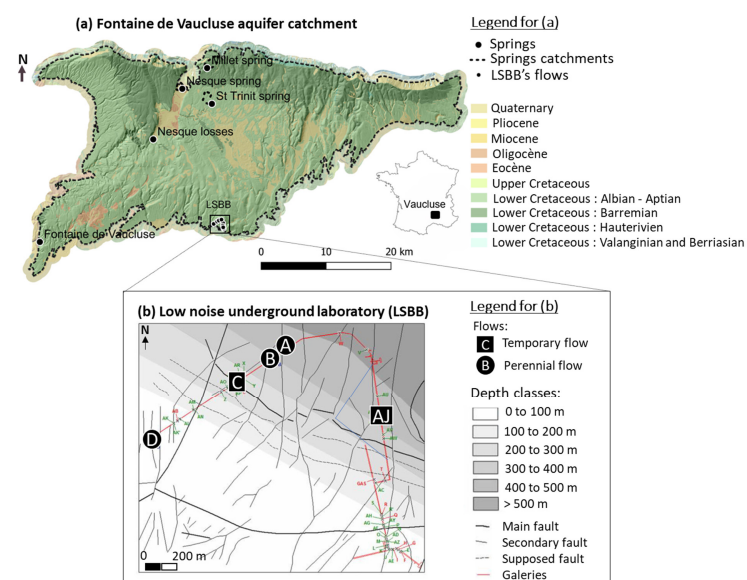 (a) Fontaine de Vaucluse aquifer catchment
N
Millet spring
Nesque spring
St Trinit spring
Nesque losses
LSBB
Fontaine de Vaucluse
Vaucluse
0 10 20 km
Legend for (a)
Springs
Springs catchments
LSBB's flows
Quaternary
Pliocene
Miocene
Oligocène
Eocène
Upper Cretaceous
Lower Cretaceous : Albian - Aptian
Lower Cretaceous : Barremian
Lower Cretaceous : Hauterivien
Lower Cretaceous : Valanginian and Berriasian
(b) Low noise underground laboratory (LSBB)
N
A
B
C
AJ
D
GAS
AC
0 200 m
Legend for (b)
Flows:
C Temporary flow
B Perennial flow
Depth classes:
0 to 100 m
100 to 200 m
200 to 300 m
300 to 400 m
400 to 500 m
> 500 m
Main fault
Secondary fault
Supposed fault
Galeries